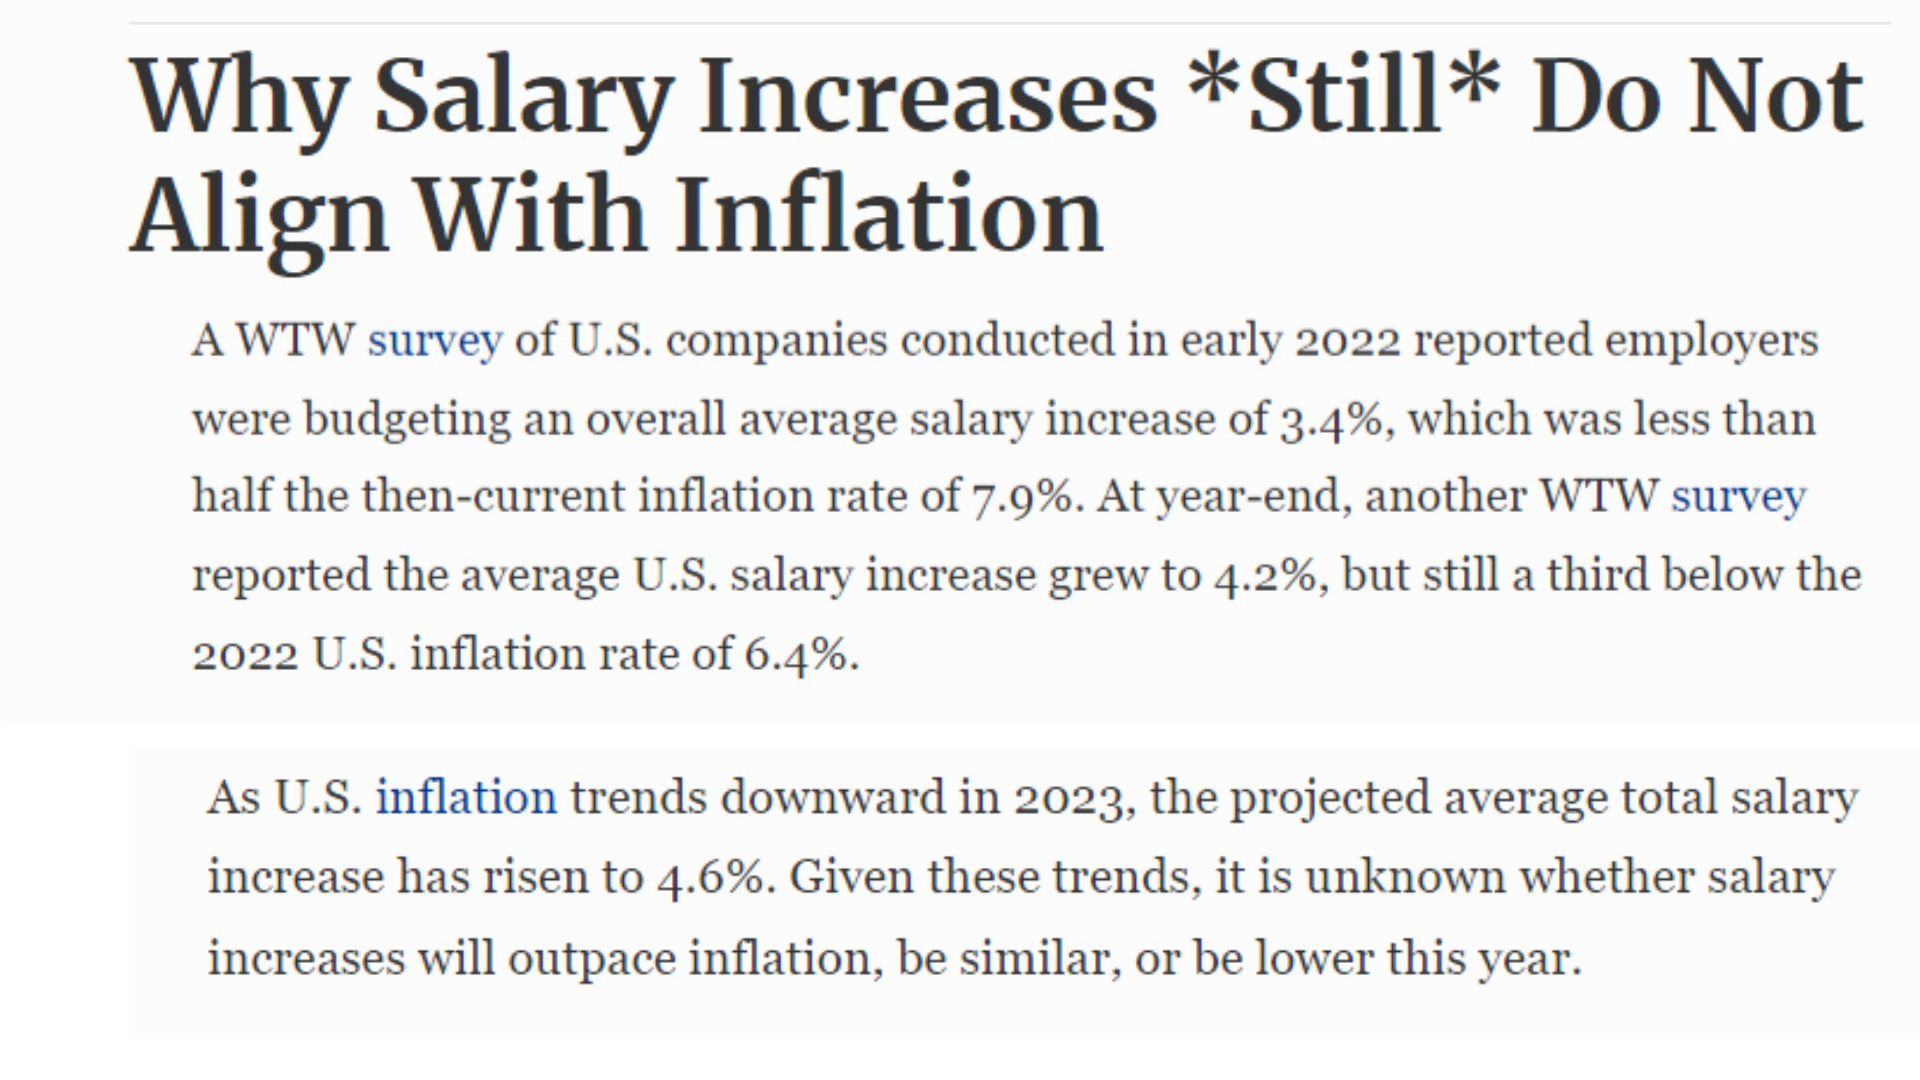 Why Salary Increases *Still* Do Not
Align With Inflation
A WTW survey of U.S. companies conducted in early 2022 reported employers
were budgeting an overall average salary increase of 3.4%, which was less than
half the then-current inflation rate of 7.9%. At year-end, another WTW survey
reported the average U.S. salary increase grew to 4.2%, but still a third below the
2022 U.S. inflation rate of 6.4%.
As U.S. inflation trends downward in 2023, the projected average total salary
increase has risen to 4.6%. Given these trends, it is unknown whether salary
increases will outpace inflation, be similar, or be lower this year.